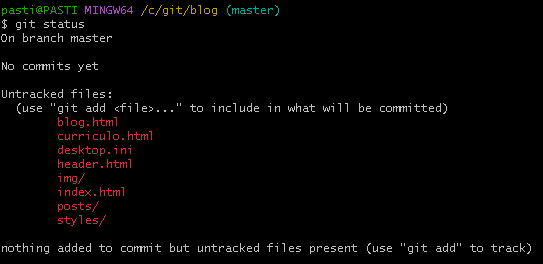 pasti@PASTI MINGW64 /c/git/blog (master)
$ git status
On branch master
No commits yet
Untracked files:
(use "git add <file>..." to include in what will be committed)
blog.html
curriculo.html
desktop.ini
header.html
img/
index.html
posts/
styles/
nothing added to commit but untracked files present (use "git add" to track)